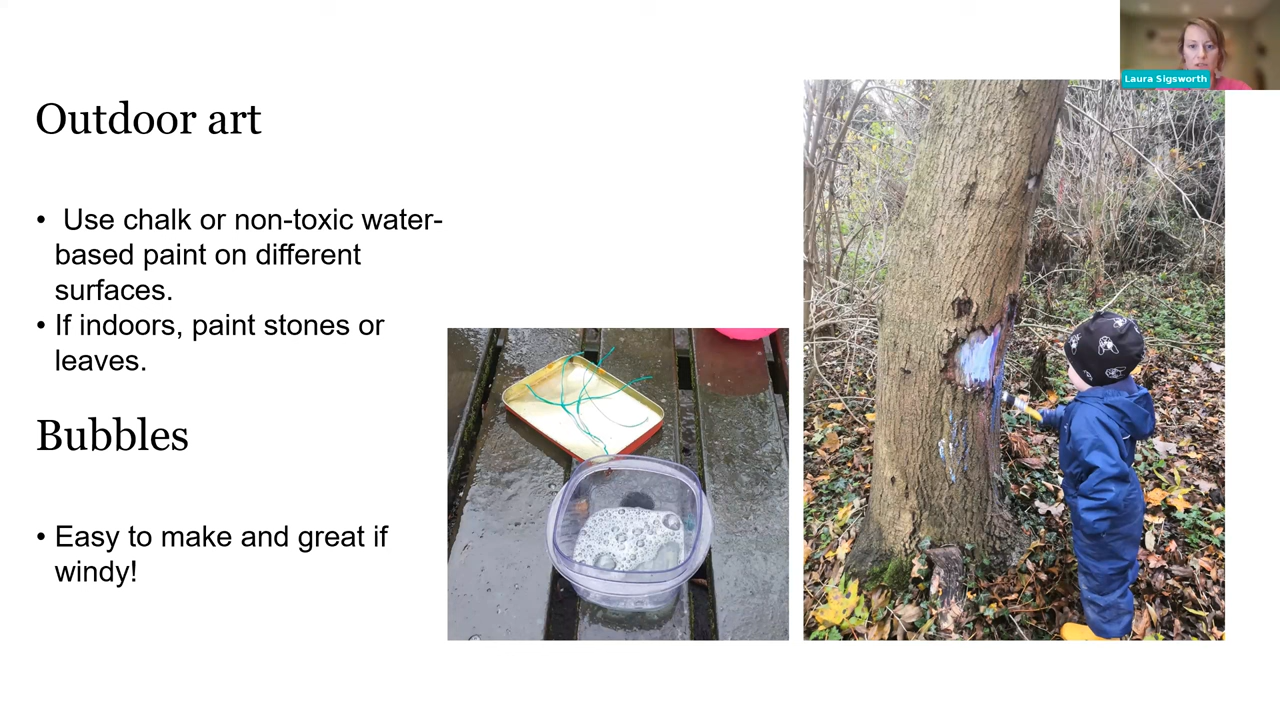 Laura Sigsworth
Outdoor art
• Use chalk or non-toxic water-
based paint on different
surfaces.
• If indoors, paint stones or
leaves.
Bubbles
• Easy to make and great if
windy!